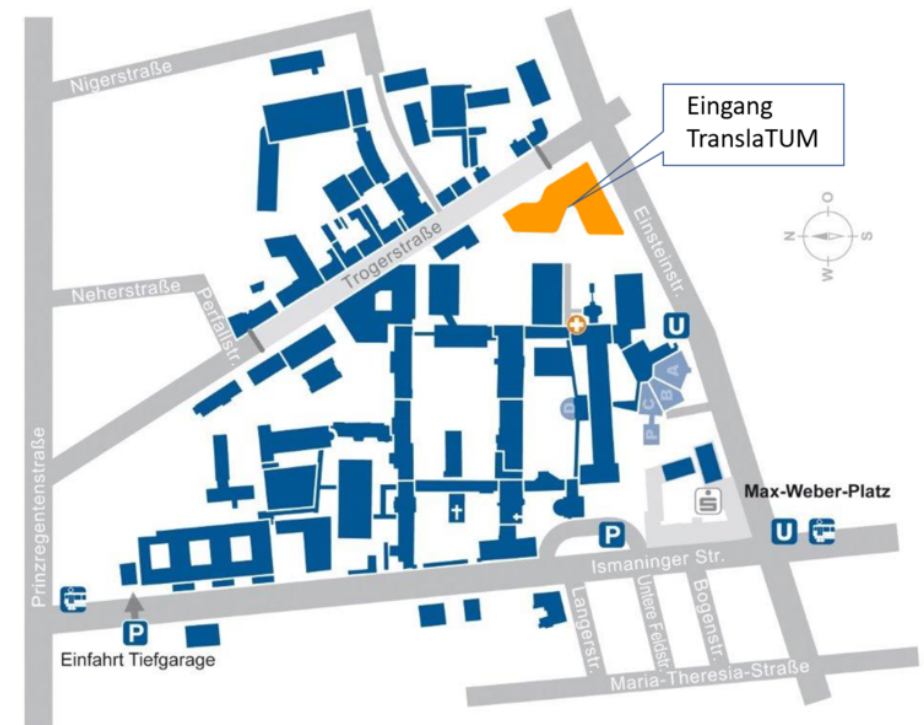 Nigerstraße
Eingang
TranslaTUM
Trogerstraße
Einsteinstr.
O
N
S
W
Neherstraße
Perfallstr.
U
A
B
C
P
D
Prinzregentenstraße
Max-Weber-Platz
S
U
P
Ismaninger Str.
Langerstr.
Untere Feldstr.
Bogenstr.
P
Einfahrt Tiefgarage
Maria-Theresia-Straße